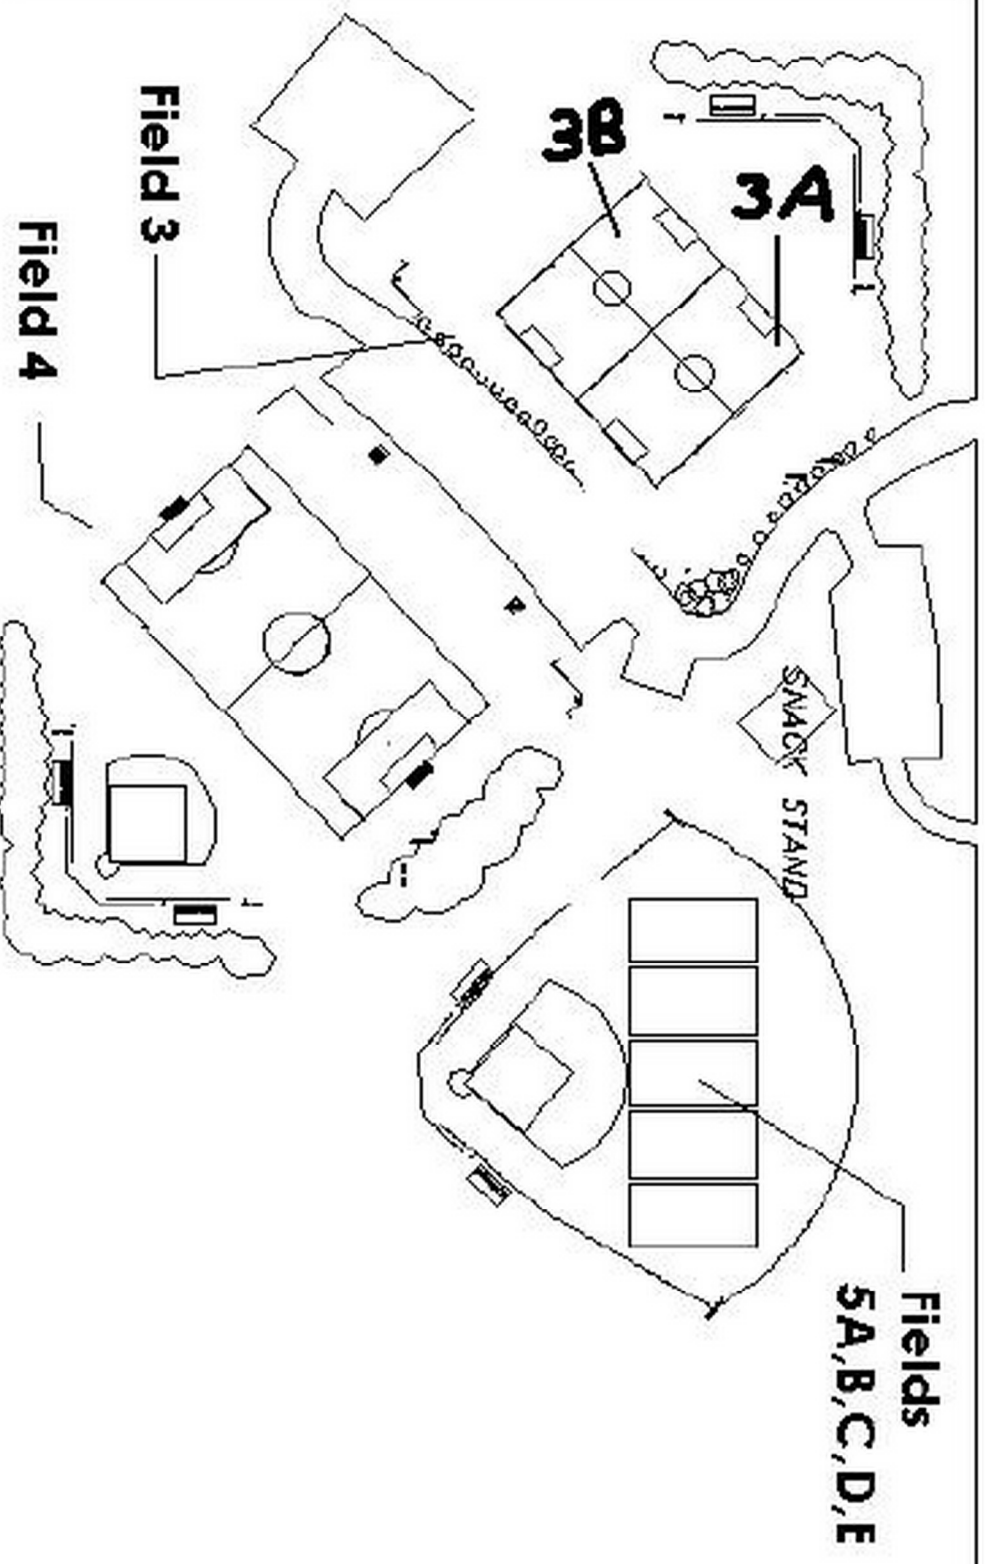 3B
3A
Field 3
Field 4
SNACK STAND
Fields
5A,B,C,D,E